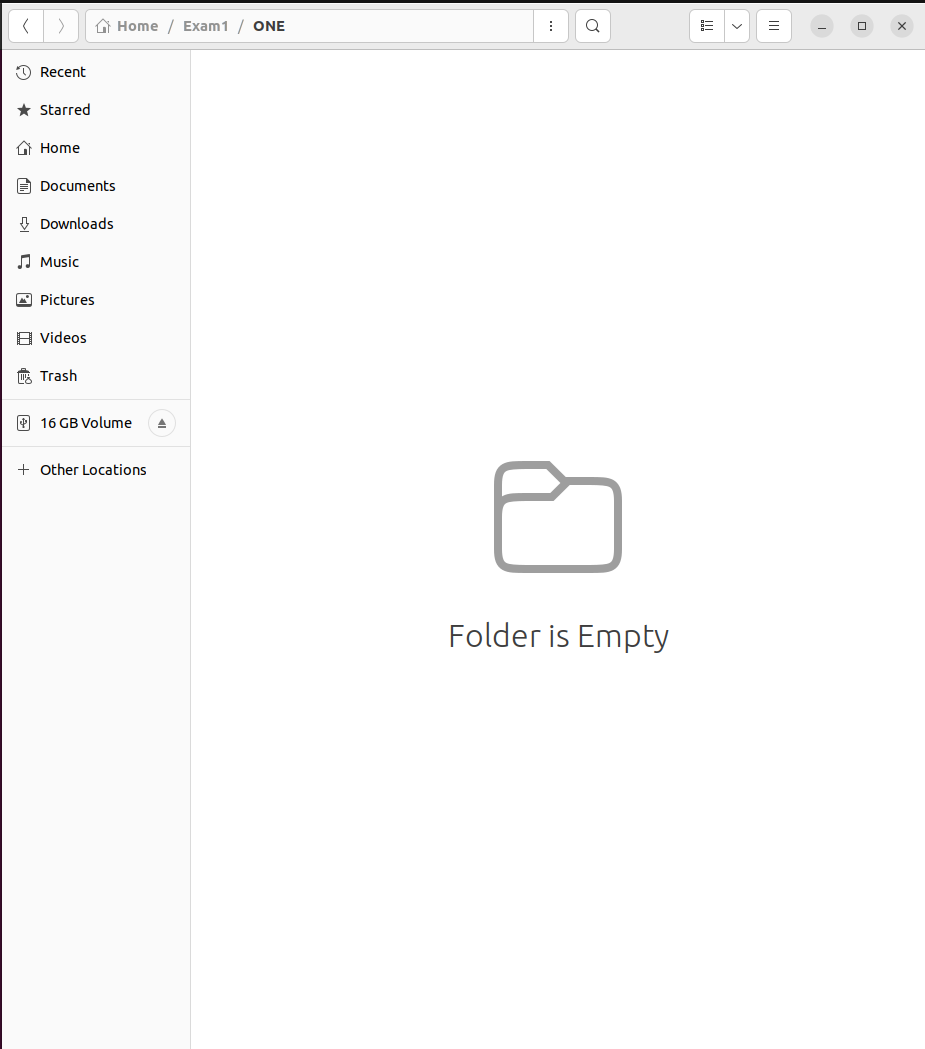 Home / Exam1 / ONE
Recent
Starred
Home
Documents
Downloads
Music
Pictures
Videos
Trash
16 GB Volume
Other Locations
Folder is Empty